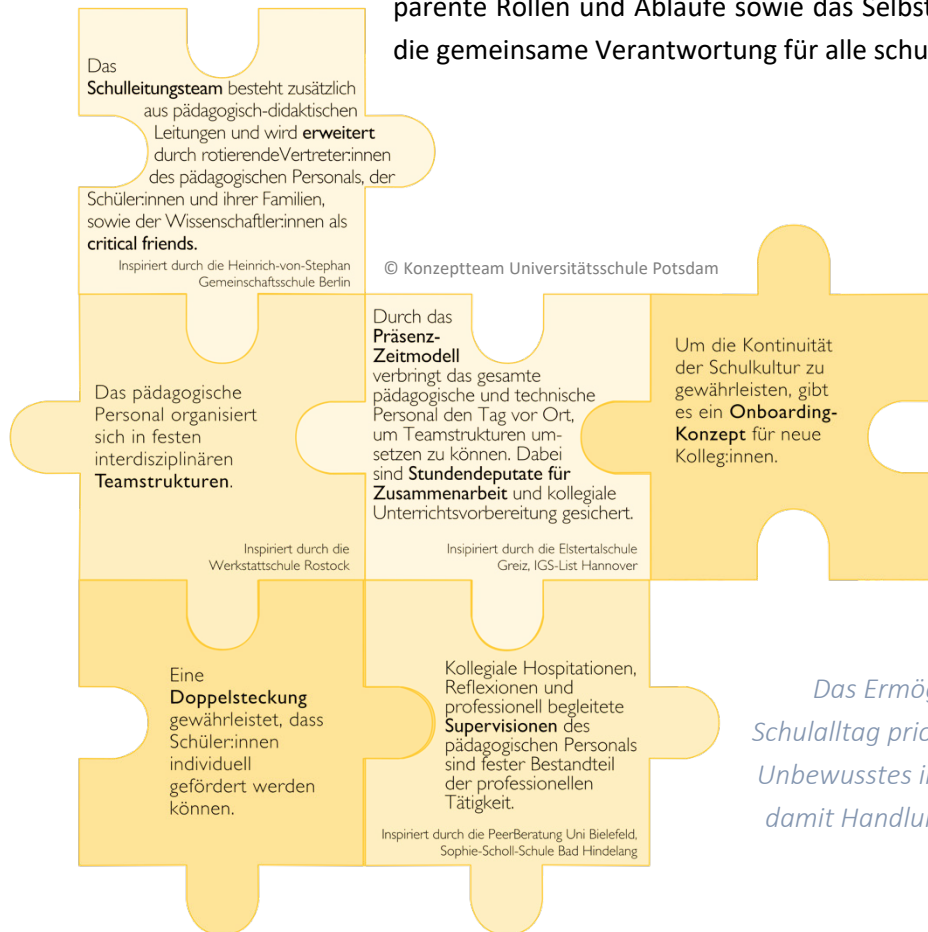 parente Rollen und Abläufe sowie das Selbst
die gemeinsame Verantwortung für alle schu
Das
Schulleitungsteam besteht zusätzlich
aus pädagogisch-didaktischen
Leitungen und wird erweitert
durch rotierendeVertreter:innen
des pädagogischen Personals, der
Schüler:innen und ihrer Familien,
sowie der Wissenschaftler:innen als
critical friends.
Inspiriert durch die Heinrich-von-Stephan
Gemeinschaftsschule Berlin
© Konzeptteam Universitätsschule Potsdam
Das pädagogische
Personal organisiert
sich in festen
interdisziplinären
Teamstrukturen.
Inspiriert durch die
Werkstattschule Rostock
Durch das
Präsenz-
Zeitmodell
verbringt das gesamte
pädagogische und technische
Personal den Tag vor Ort,
um Teamstrukturen um-
setzen zu können. Dabei
sind Stundendeputate für
Zusammenarbeit und kollegiale
Unterrichtsvorbereitung gesichert.
Insipiriert durch die Elstertalschule
Greiz, IGS-List Hannover
Um die Kontinuität
der Schulkultur zu
gewährleisten, gibt
es ein Onboarding-
Konzept für neue
Kolleg:innen.
Eine
Doppelsteckung
gewährleistet, dass
Schüler:innen
individuell
gefördert werden
können.
Kollegiale Hospitationen,
Reflexionen und
professionell begleitete
Supervisionen des
pädagogischen Personals
sind fester Bestandteil
der professionellen
Tätigkeit.
Inspiriert durch die PeerBeratung Uni Bielefeld,
Sophie-Scholl-Schule Bad Hindelang
Das Ermög
Schulalltag prio
Unbewusstes i
damit Handlu